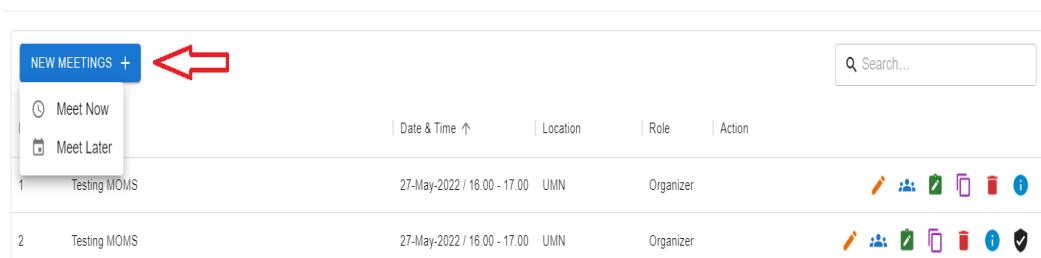 NEW MEETINGS +
Search...
Meet Now
Date & Time ↑ Location Role Action
Meet Later
1 Testing MOMS 27-May-2022 / 16.00 - 17.00 UMN Organizer
2 Testing MOMS 27-May-2022 / 16.00 - 17.00 UMN Organizer